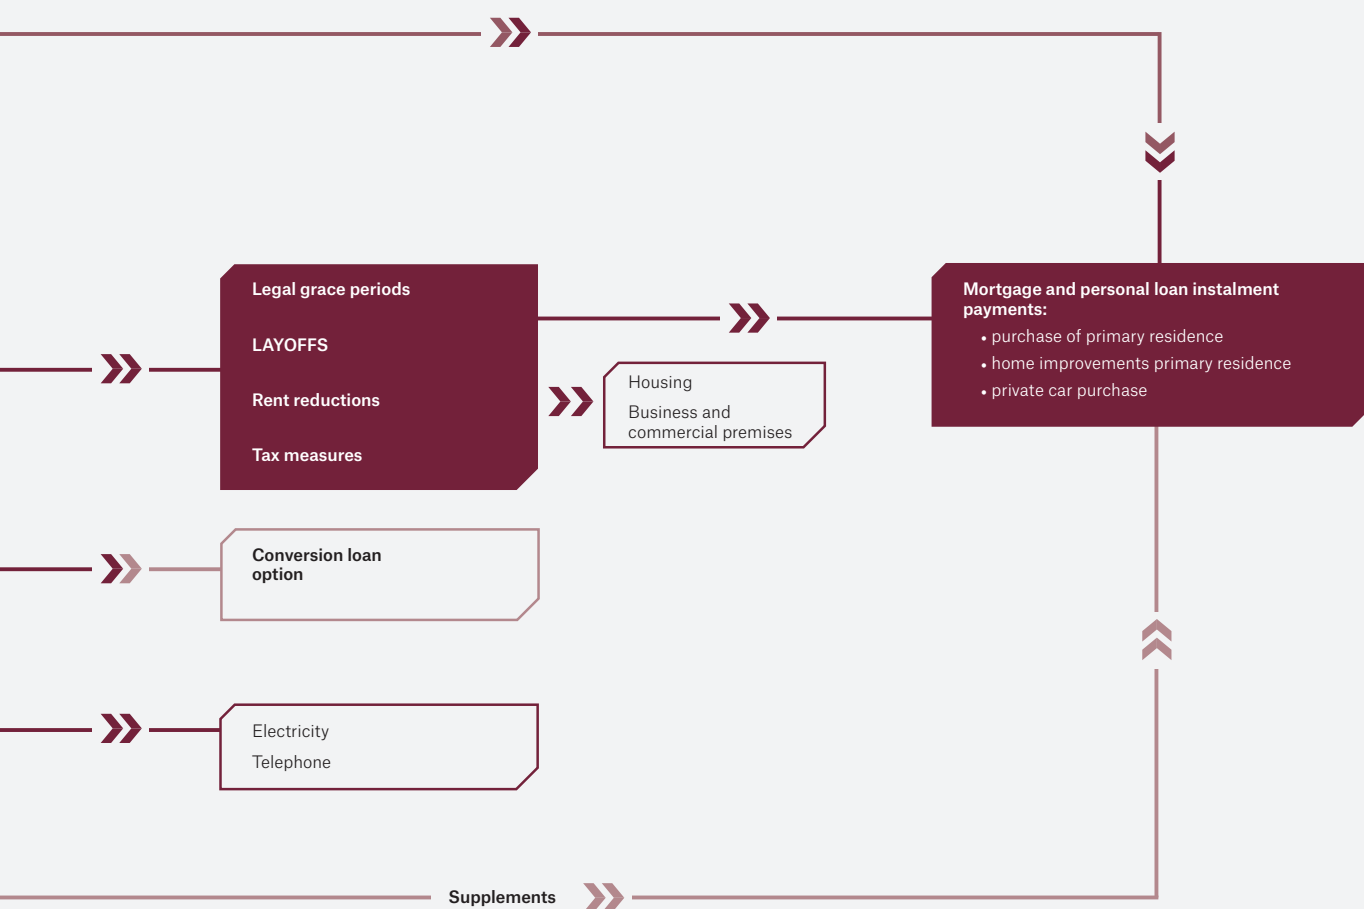 Legal grace periods
LAYOFFS
Rent reductions
Tax measures
Housing
Business and
commercial premises
Mortgage and personal loan instalment
payments:
• purchase of primary residence
• home improvements primary residence
• private car purchase
Conversion loan
option
Electricity
Telephone
Supplements